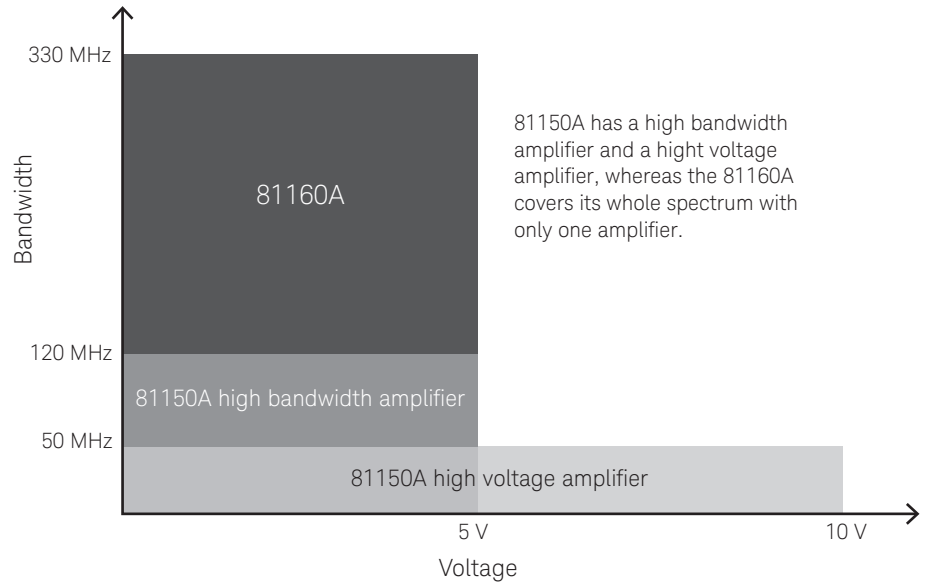 330 MHz
Bandwidth
81160A
81150A has a high bandwidth
amplifier and a hight voltage
amplifier, whereas the 81160A
covers its whole spectrum with
only one amplifier.
120 MHz
81150A high bandwidth amplifier
50 MHz
81150A high voltage amplifier
5 V
10 V
Voltage